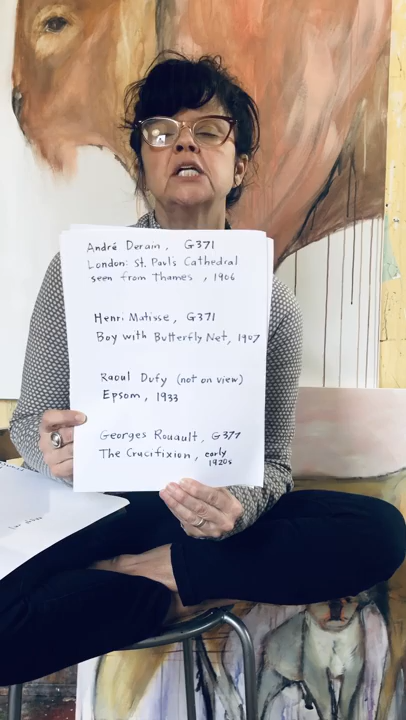 André Derain, G371
London: St. Paul's Cathedral
seen from Thames, 1906
Henri Matisse, G371
Boy with Butterfly Net, 1907
Raoul Dufy (not on view)
Epsom, 1933
Georges Rouault, G371
The Crucifixion, early
1920s